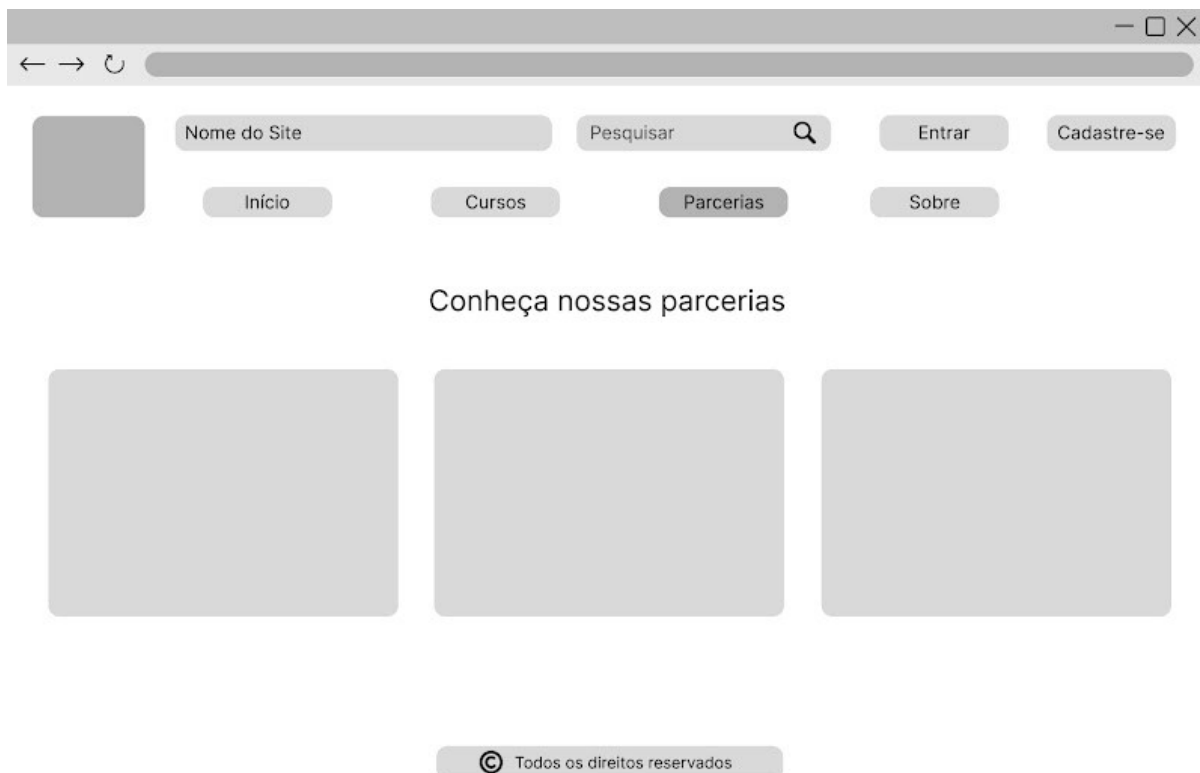 Nome do Site
Pesquisar
Entrar
Cadastre-se
Início
Cursos
Parcerias
Sobre
Conheça nossas parcerias
© Todos os direitos reservados